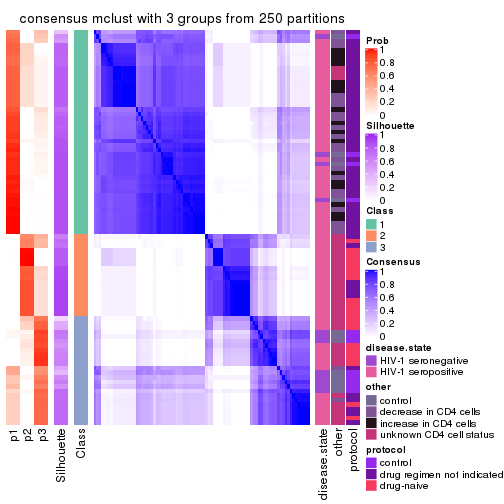 consensus mclust with 3 groups from 250 partitions
Prob
1
0.8
0.6
0.4
0.2
0
Silhouette
1
0.8
0.6
0.4
0.2
0
Class
1
2
3
Consensus
1
0.8
0.6
0.4
0.2
0
disease.state
HIV-1 seronegative
HIV-1 seropositive
other
control
decrease in CD4 cells
increase in CD4 cells
unknown CD4 cell status
protocol
control
drug regimen not indicated
drug-naive
p1
p2
p3
Silhouette
Class
disease.state
other
protocol